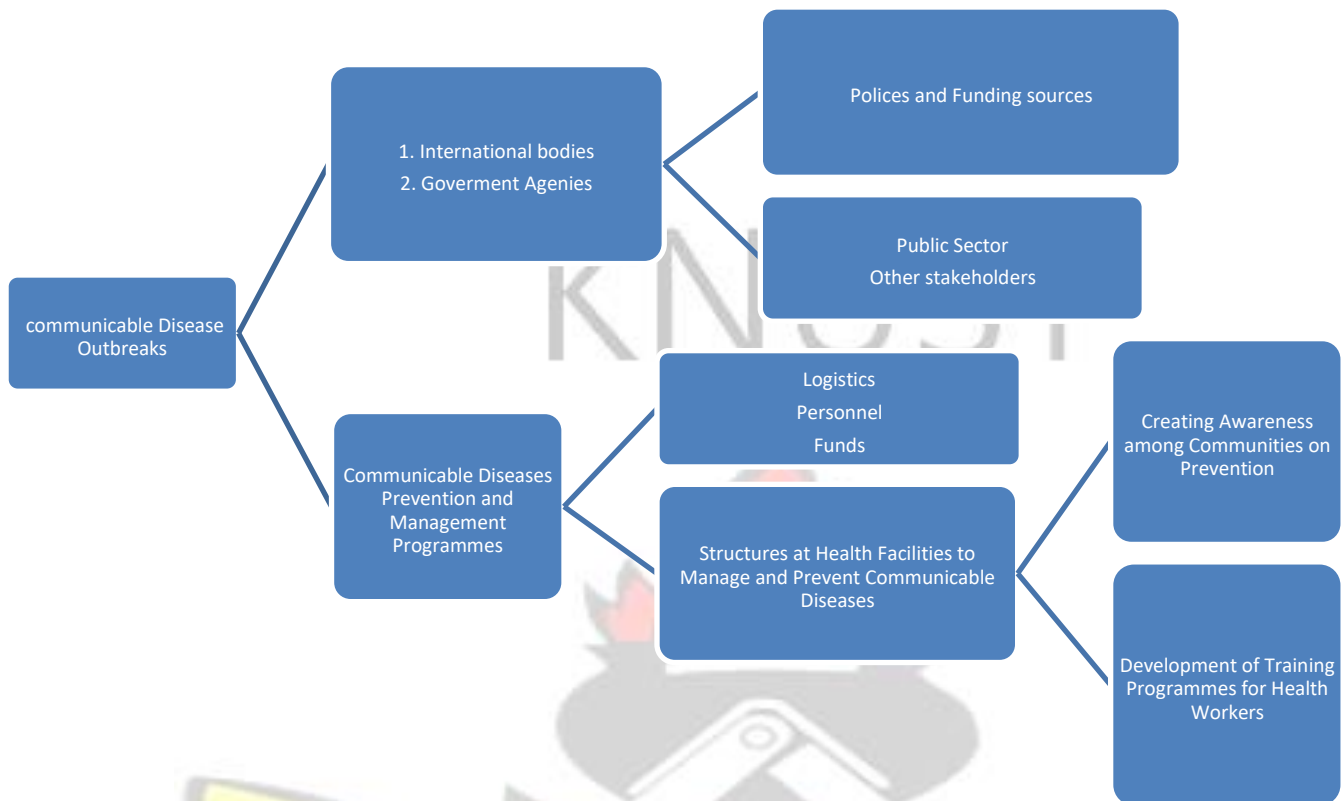 Polices and Funding sources
1. International bodies
2. Goverment Agenies
Public Sector
Other stakeholders
KNUST
communicable Disease
Outbreaks
Logistics
Personnel
Funds
Creating Awareness
among Communities on
Prevention
Communicable Diseases
Prevention and
Management
Programmes
Structures at Health Facilities to
Manage and Prevent Communicable
Diseases
Development of Training
Programmes for Health
Workers